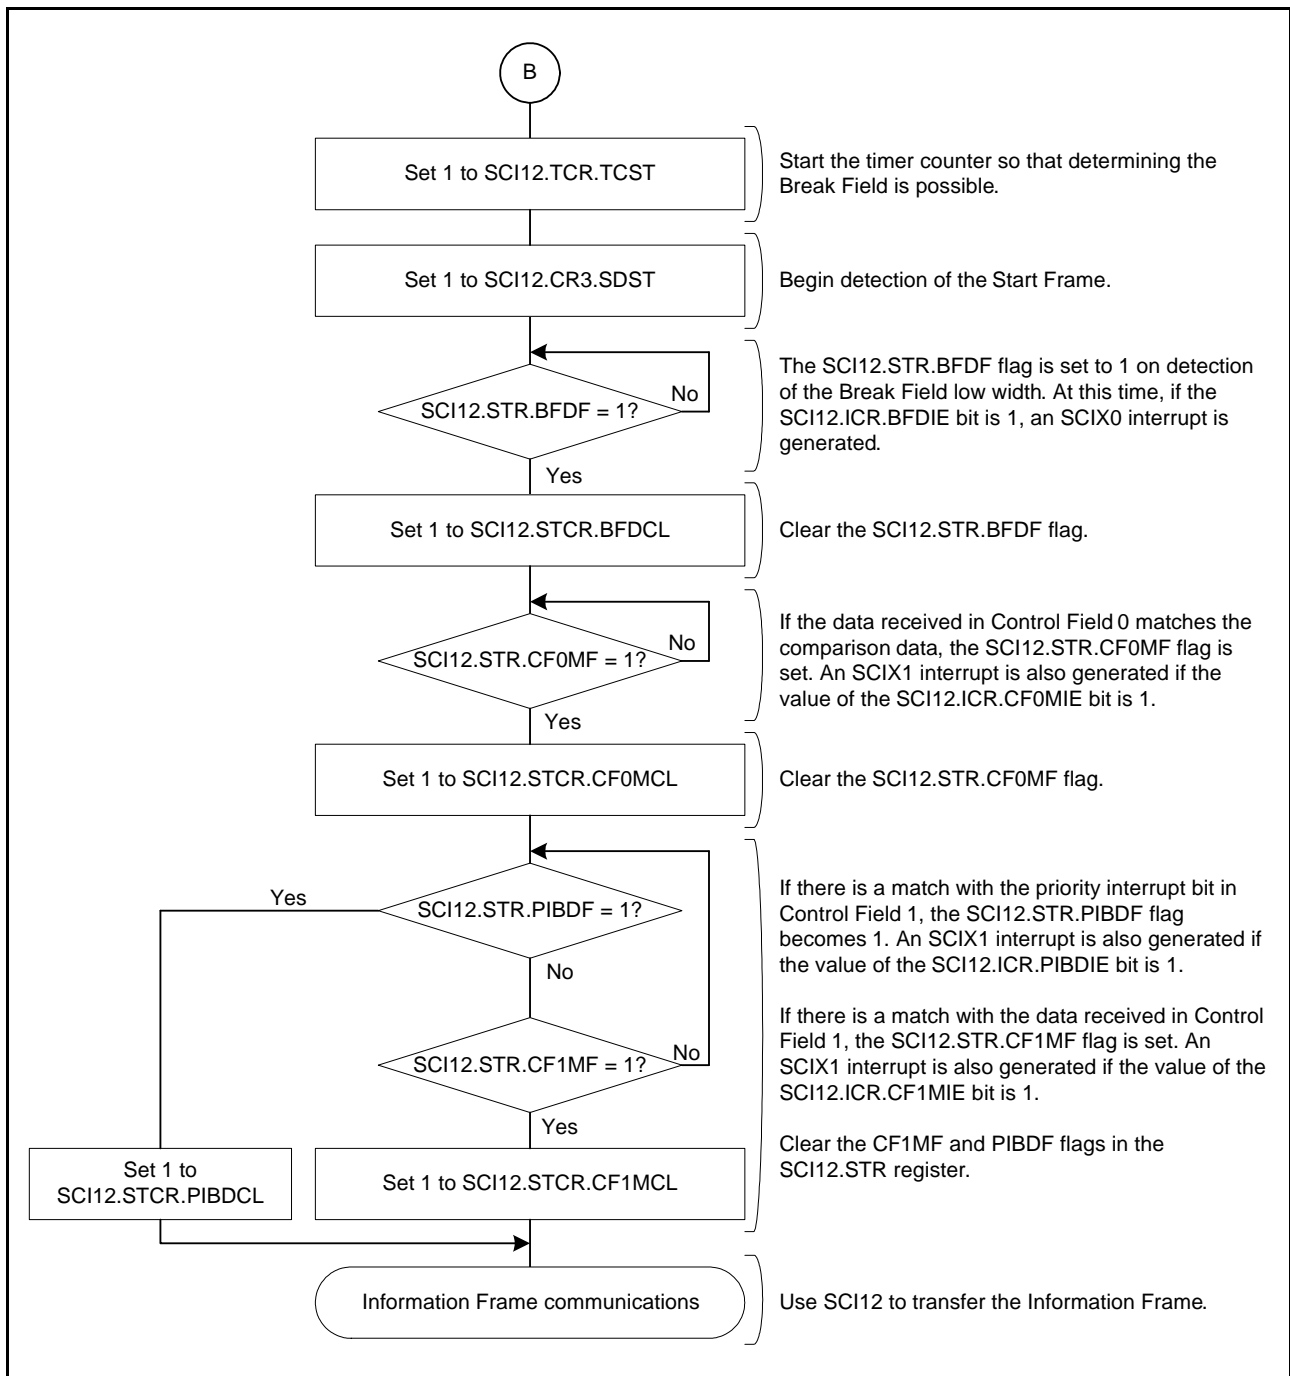 B
Set 1 to SCI12.TCR.TCST
Start the timer counter so that determining the
Break Field is possible.
Set 1 to SCI12.CR3.SDST
Begin detection of the Start Frame.
SCI12.STR.BFDF = 1?
No
Yes
The SCI12.STR.BFDF flag is set to 1 on detection
of the Break Field low width. At this time, if the
SCI12.ICR.BFDIE bit is 1, an SCIX0 interrupt is
generated.
Set 1 to SCI12.STCR.BFDCL
Clear the SCI12.STR.BFDF flag.
SCI12.STR.CF0MF = 1?
No
Yes
If the data received in Control Field 0 matches the
comparison data, the SCI12.STR.CF0MF flag is
set. An SCIX1 interrupt is also generated if the
value of the SCI12.ICR.CF0MIE bit is 1.
Set 1 to SCI12.STCR.CF0MCL
Clear the SCI12.STR.CF0MF flag.
Yes
SCI12.STR.PIBDF = 1?
No
If there is a match with the priority interrupt bit in
Control Field 1, the SCI12.STR.PIBDF flag
becomes 1. An SCIX1 interrupt is also generated if
the value of the SCI12.ICR.PIBDIE bit is 1.
SCI12.STR.CF1MF = 1?
No
Yes
If there is a match with the data received in Control
Field 1, the SCI12.STR.CF1MF flag is set. An
SCIX1 interrupt is also generated if the value of the
SCI12.ICR.CF1MIE bit is 1.
Set 1 to
SCI12.STCR.PIBDCL
Set 1 to SCI12.STCR.CF1MCL
Clear the CF1MF and PIBDF flags in the
SCI12.STR register.
Information Frame communications
Use SCI12 to transfer the Information Frame.